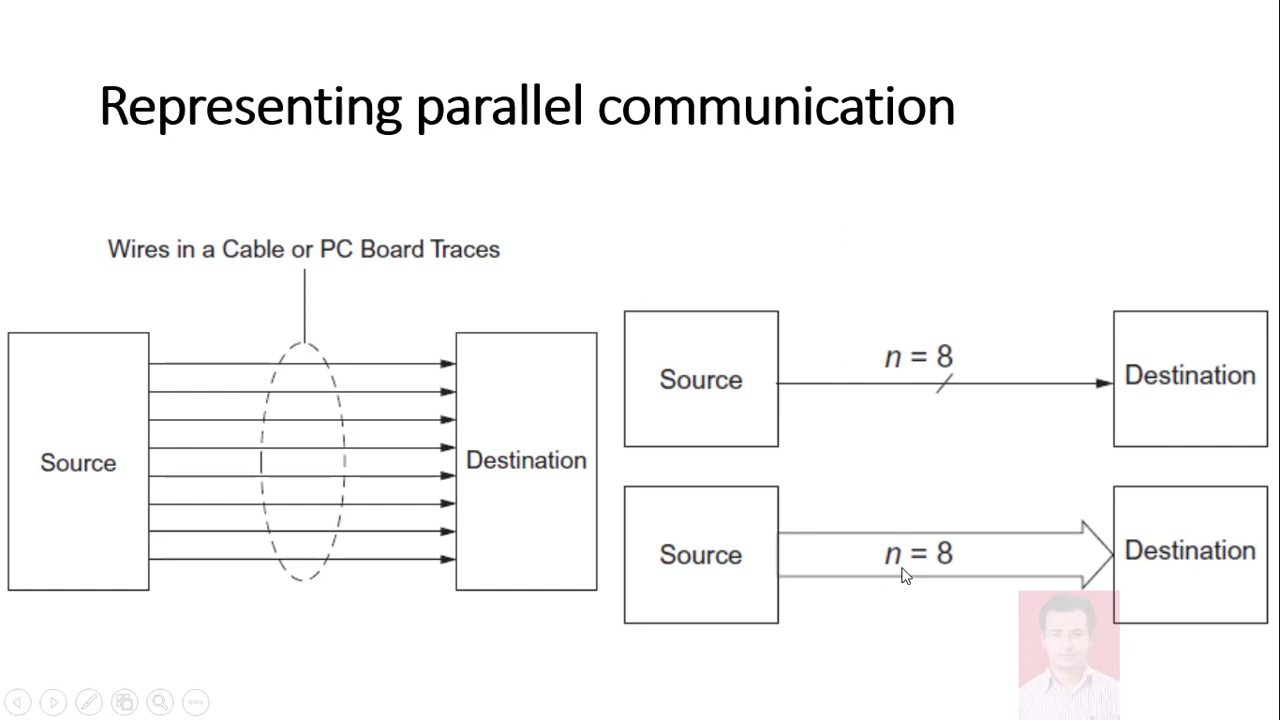 Representing parallel communication
Wires in a Cable or PC Board Traces
Source
Destination
Source
n = 8
Destination
Source
n = 8
Destination